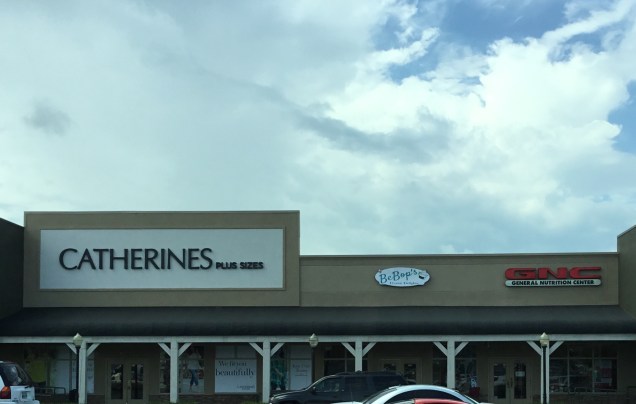 CATHERINES PLUS SIZES
BeBop's
GNC
GENERAL NUTRITION CENTER
beautifully